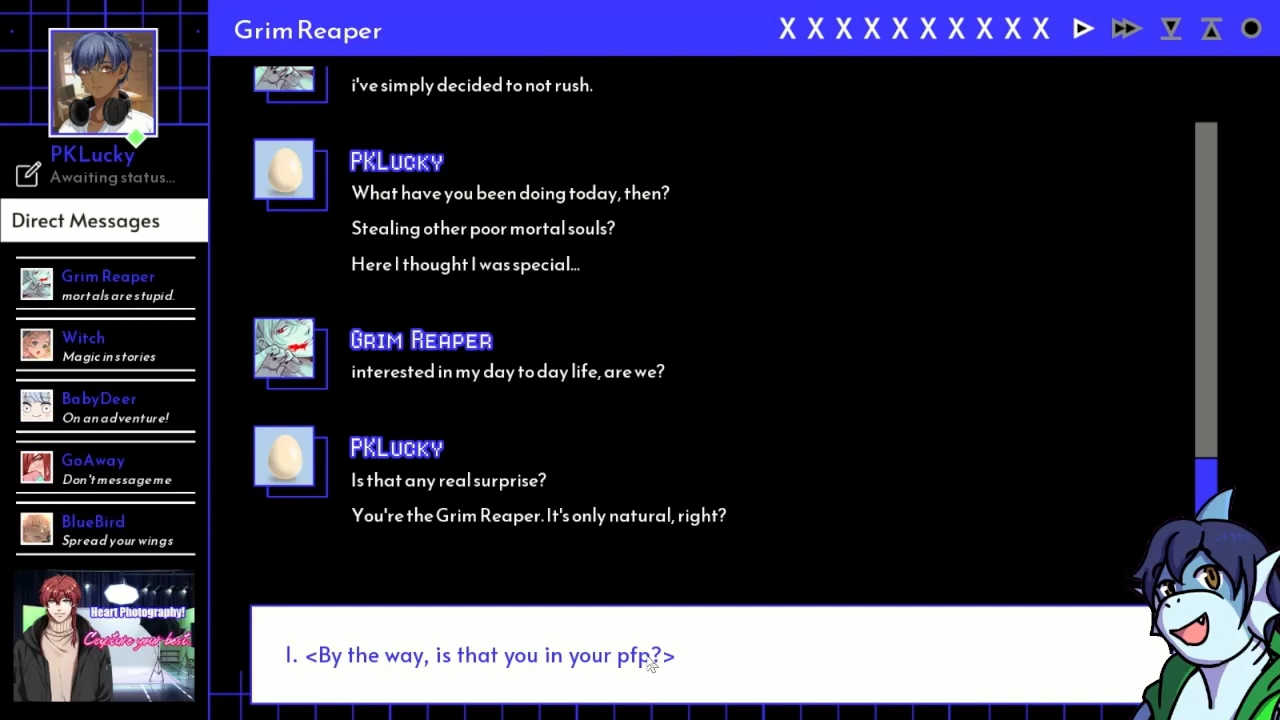 Grim Reaper
X X X X X X X X X X
PKLucky
Awaiting status...
Direct Messages
Grim Reaper
mortals are stupid.
Witch
Magic in stories
BabyDeer
On an adventure!
GoAway
Don't message me
BlueBird
Spread your wings
Heart Photography!
Captive your best.
i've simply decided to not rush.
PKLucky
What have you been doing today, then?
Stealing other poor mortal souls?
Here I thought I was special...
Grim Reaper
interested in my day to day life, are we?
PKLucky
Is that any real surprise?
You're the Grim Reaper. It's only natural, right?
1. <By the way, is that you in your pfp?>